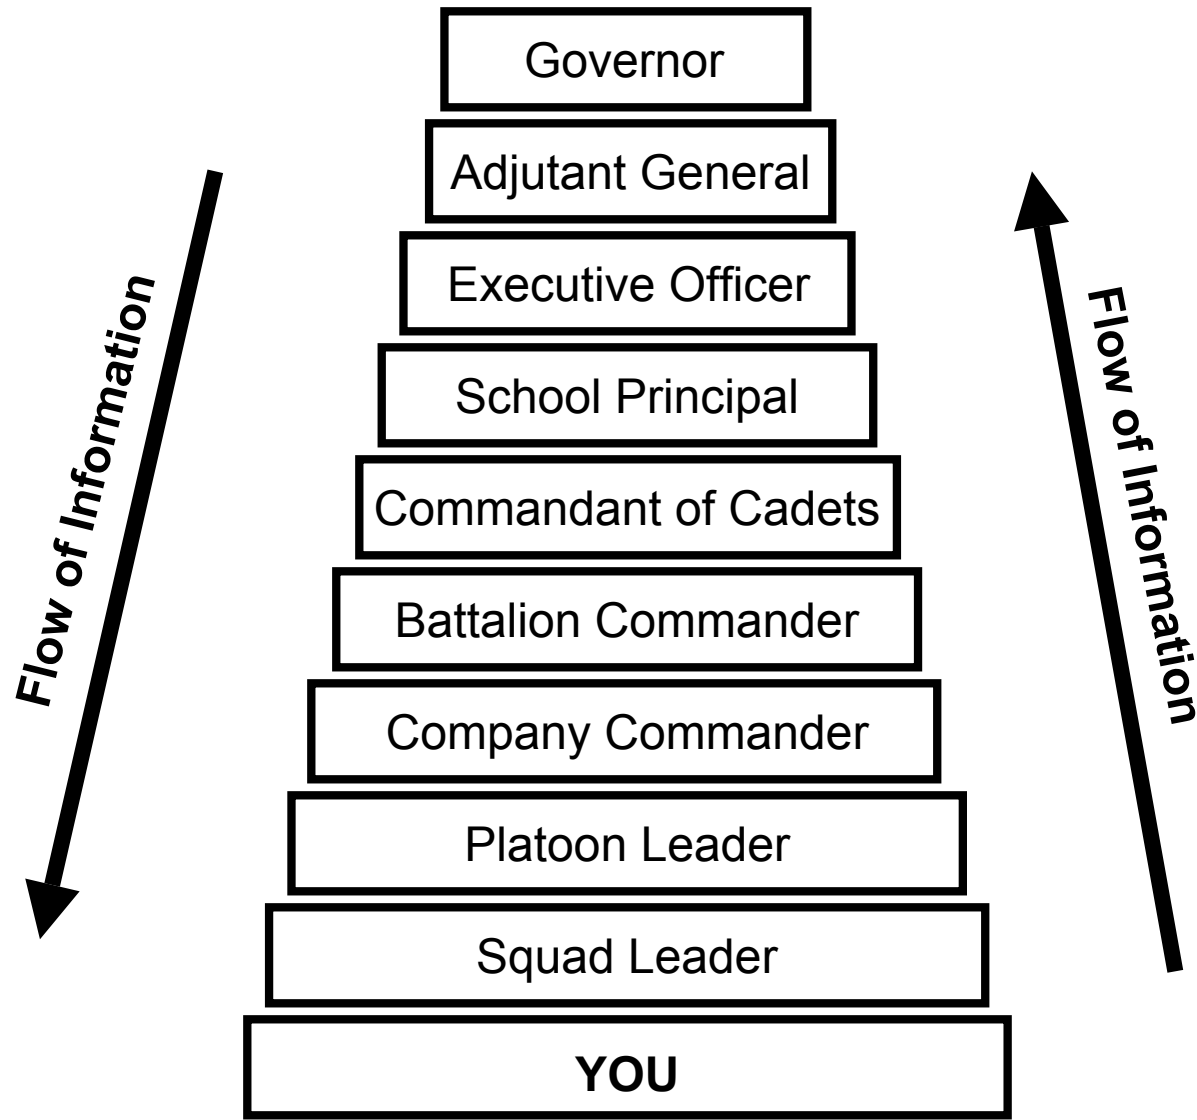 Governor
Adjutant General
Executive Officer
School Principal
Commandant of Cadets
Battalion Commander
Company Commander
Platoon Leader
Squad Leader
YOU
Flow of Information
Flow of Information